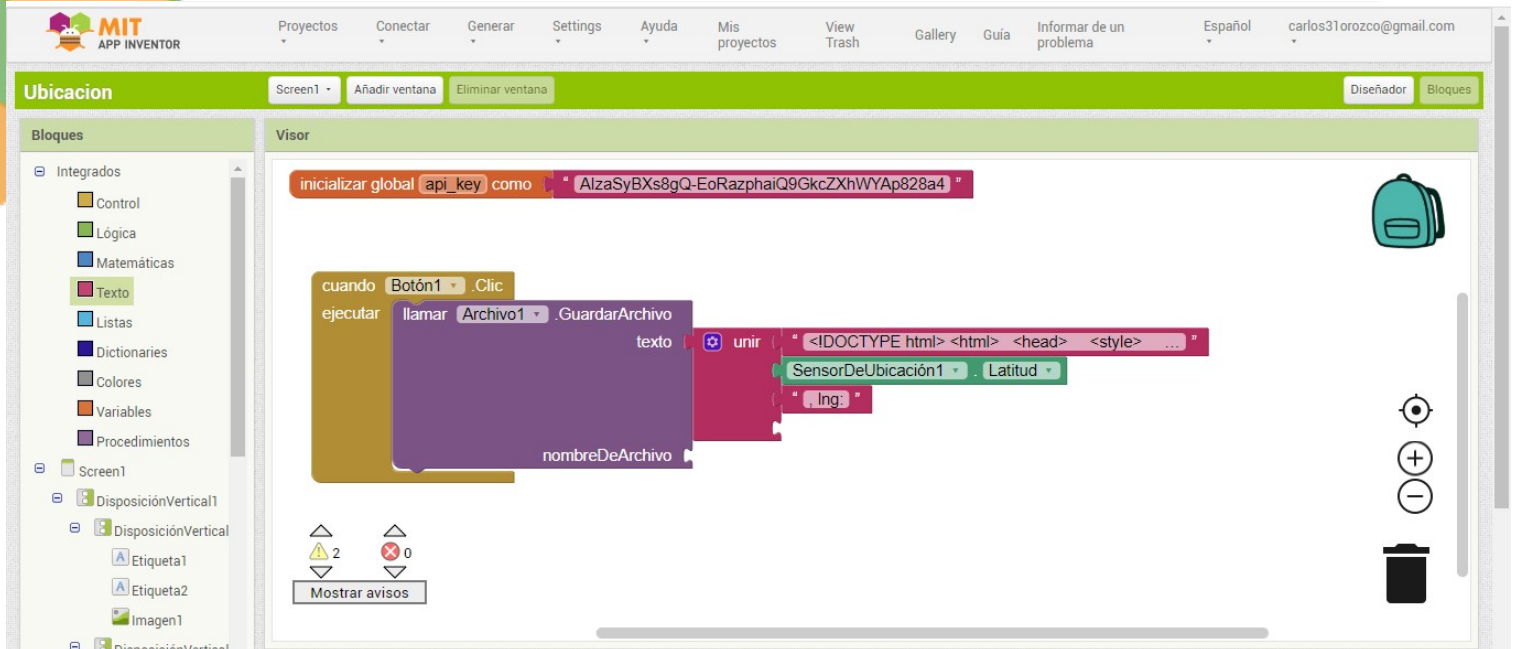 MIT
APP INVENTOR
Proyectos
Conectar
Generar
Settings
Ayuda
Mis proyectos
View Trash
Gallery
Guía
Informar de un problema
Español
carlos31orozco@gmail.com
Ubicacion
Screen1
Añadir ventana
Eliminar ventana
Diseñador
Bloques
Bloques
Visor
Integrados
Control
Lógica
Matemáticas
Texto
Listas
Dictionaries
Colores
Variables
Procedimientos
Screen1
DisposiciónVertical1
DisposiciónVertical
Etiqueta1
Etiqueta2
Imagen1
DisposiciónVertical
inicializar global api_key como " AIzaSyBXs8gQ-EoRazphaiQ9GkcZXhWYAp828a4 "
cuando Botón1 .Clic
ejecutar llamar Archivo1 .GuardarArchivo
texto unir " <!DOCTYPE html> <html> <head> <style> ... "
SensorDeUbicación1 . Latitud
" , lng: "
nombreDeArchivo
2 0
Mostrar avisos